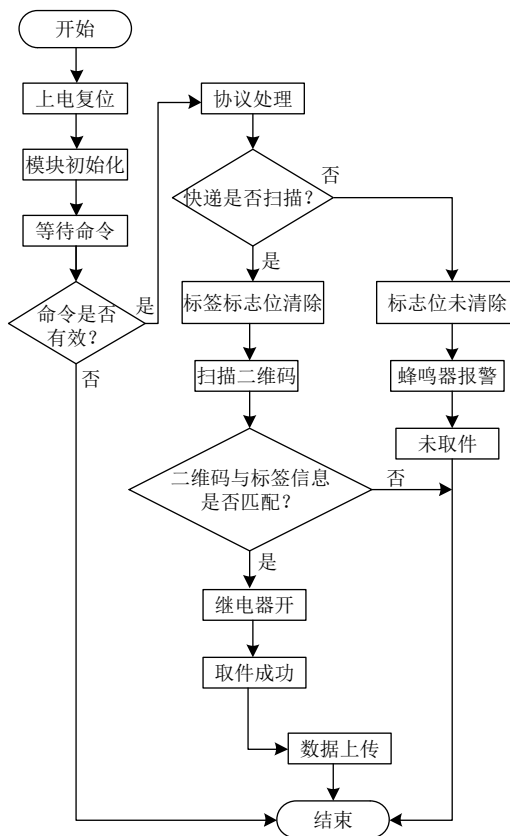 开始
上电复位
模块初始化
等待命令
命令是否
有效？
是
否
协议处理
快递是否扫描？
否
是
标签标志位清除
标志位未清除
扫描二维码
蜂鸣器报警
未取件
二维码与标签信息
是否匹配？
否
是
继电器开
取件成功
数据上传
结束